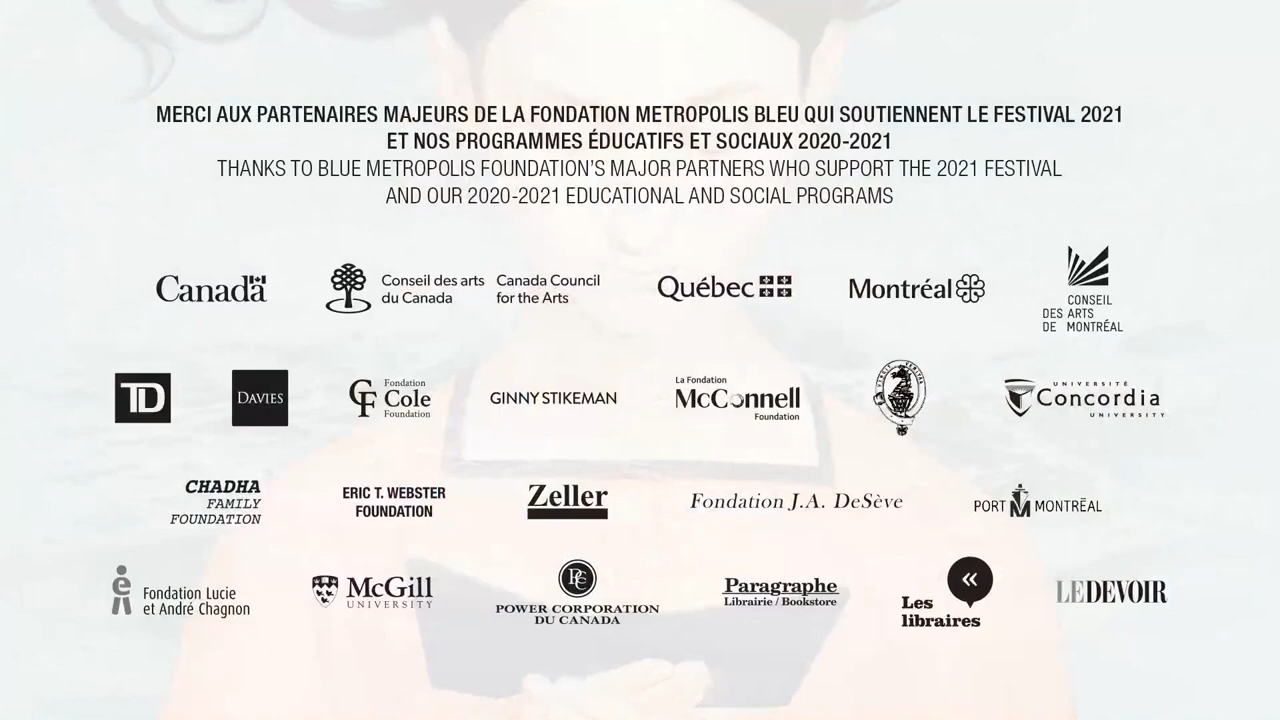 MERCI AUX PARTENAIRES MAJEURS DE LA FONDATION METROPOLIS BLEU QUI SOUTIENNENT LE FESTIVAL 2021
ET NOS PROGRAMMES ÉDUCATIFS ET SOCIAUX 2020-2021
THANKS TO BLUE METROPOLIS FOUNDATION'S MAJOR PARTNERS WHO SUPPORT THE 2021 FESTIVAL
AND OUR 2020-2021 EDUCATIONAL AND SOCIAL PROGRAMS
Canada
Conseil des arts
du Canada
Canada Council
for the Arts
Québec
Montréal
CONSEIL
DES ARTS
DE MONTRÉAL
TD
DAVIES
CF
Fondation
Cole
Foundation
GINNY STIKEMAN
La Fondation
McConnell
Foundation
UNIVERSITÉ
Concordia
UNIVERSITY
CHADHA
FAMILY
FOUNDATION
ERIC T. WEBSTER
FOUNDATION
Zeller
Fondation J.A. DeSève
PORT MONTRÉAL
Fondation Lucie
et André Chagnon
McGill
UNIVERSITY
PCC
POWER CORPORATION
DU CANADA
Paragraphe
Librairie / Bookstore
«
Les
libraires
LE DEVOIR